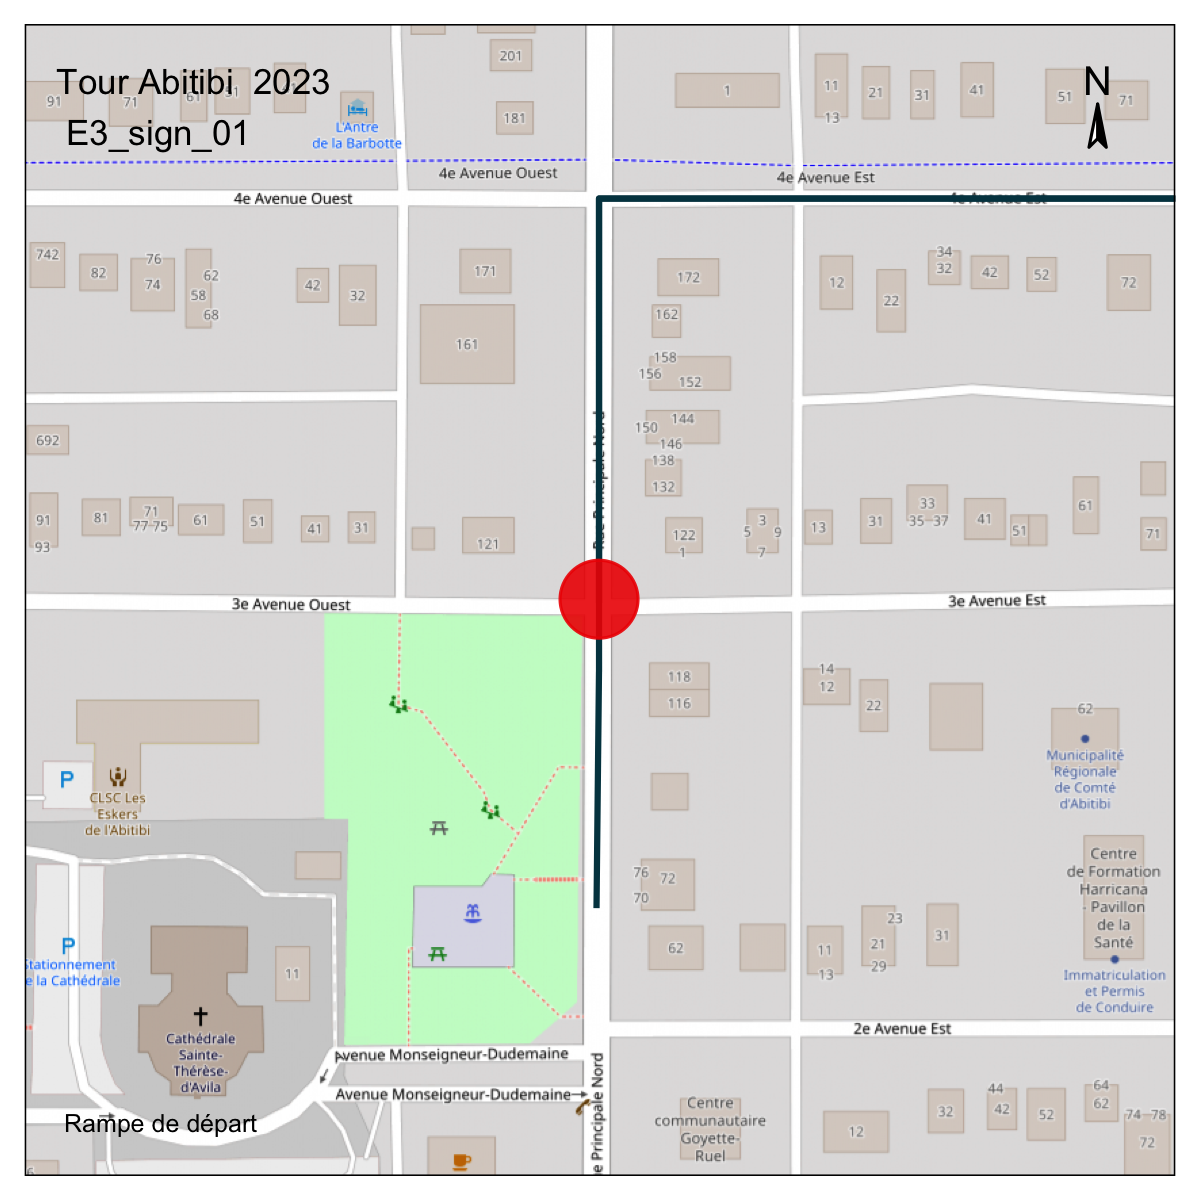 201
1
11
21
31
41
51
71
Tour Abitibi 2023
91
71
61
51
181
13
E3_sign_01
N
L'Antre
de la Barbotte
4e Avenue Ouest
4e Avenue Est
4e Avenue Ouest
4e Avenue Est
742
82
76
74
62
58
68
42
32
171
161
172
162
158
156
152
150
144
146
138
132
12
22
34
32
42
52
72
Rue Principale Nord
692
91
93
81
71
77 75
61
51
41
31
121
122
1
3
5
9
7
13
31
33
35 37
41
51
61
71
3e Avenue Ouest
3e Avenue Est
118
116
14
12
22
62
Municipalité
Régionale
de Comté
d'Abitibi
P
CLSC Les
Eskers
de l'Abitibi
76
72
70
62
Centre
de Formation
Harricana
- Pavillon
de la
Santé
23
11
21
31
13
29
Immatriculation
et Permis
de Conduire
P
Stationnement
de la Cathédrale
11
Cathédrale
Sainte-
Thérèse-
d'Avila
2e Avenue Est
Avenue Monseigneur-Dudemaine
Avenue Monseigneur-Dudemaine
Principale Nord
Rampe de départ
Centre
communautaire
Goyette-
Ruel
12
32
44
42
52
64
62
74 78
72
6